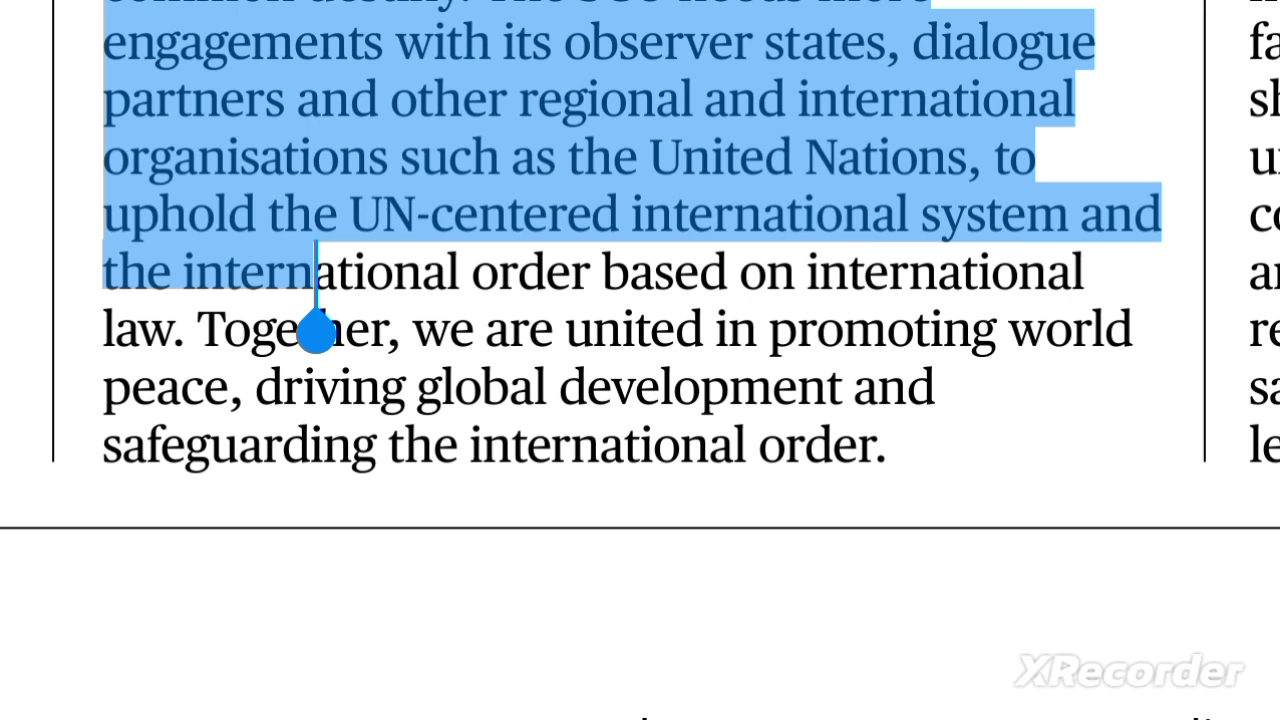 engagements with its observer states, dialogue
partners and other regional and international
organisations such as the United Nations, to
uphold the UN-centered international system and
the international order based on international
law. Together, we are united in promoting world
peace, driving global development and
safeguarding the international order.
XRecorder